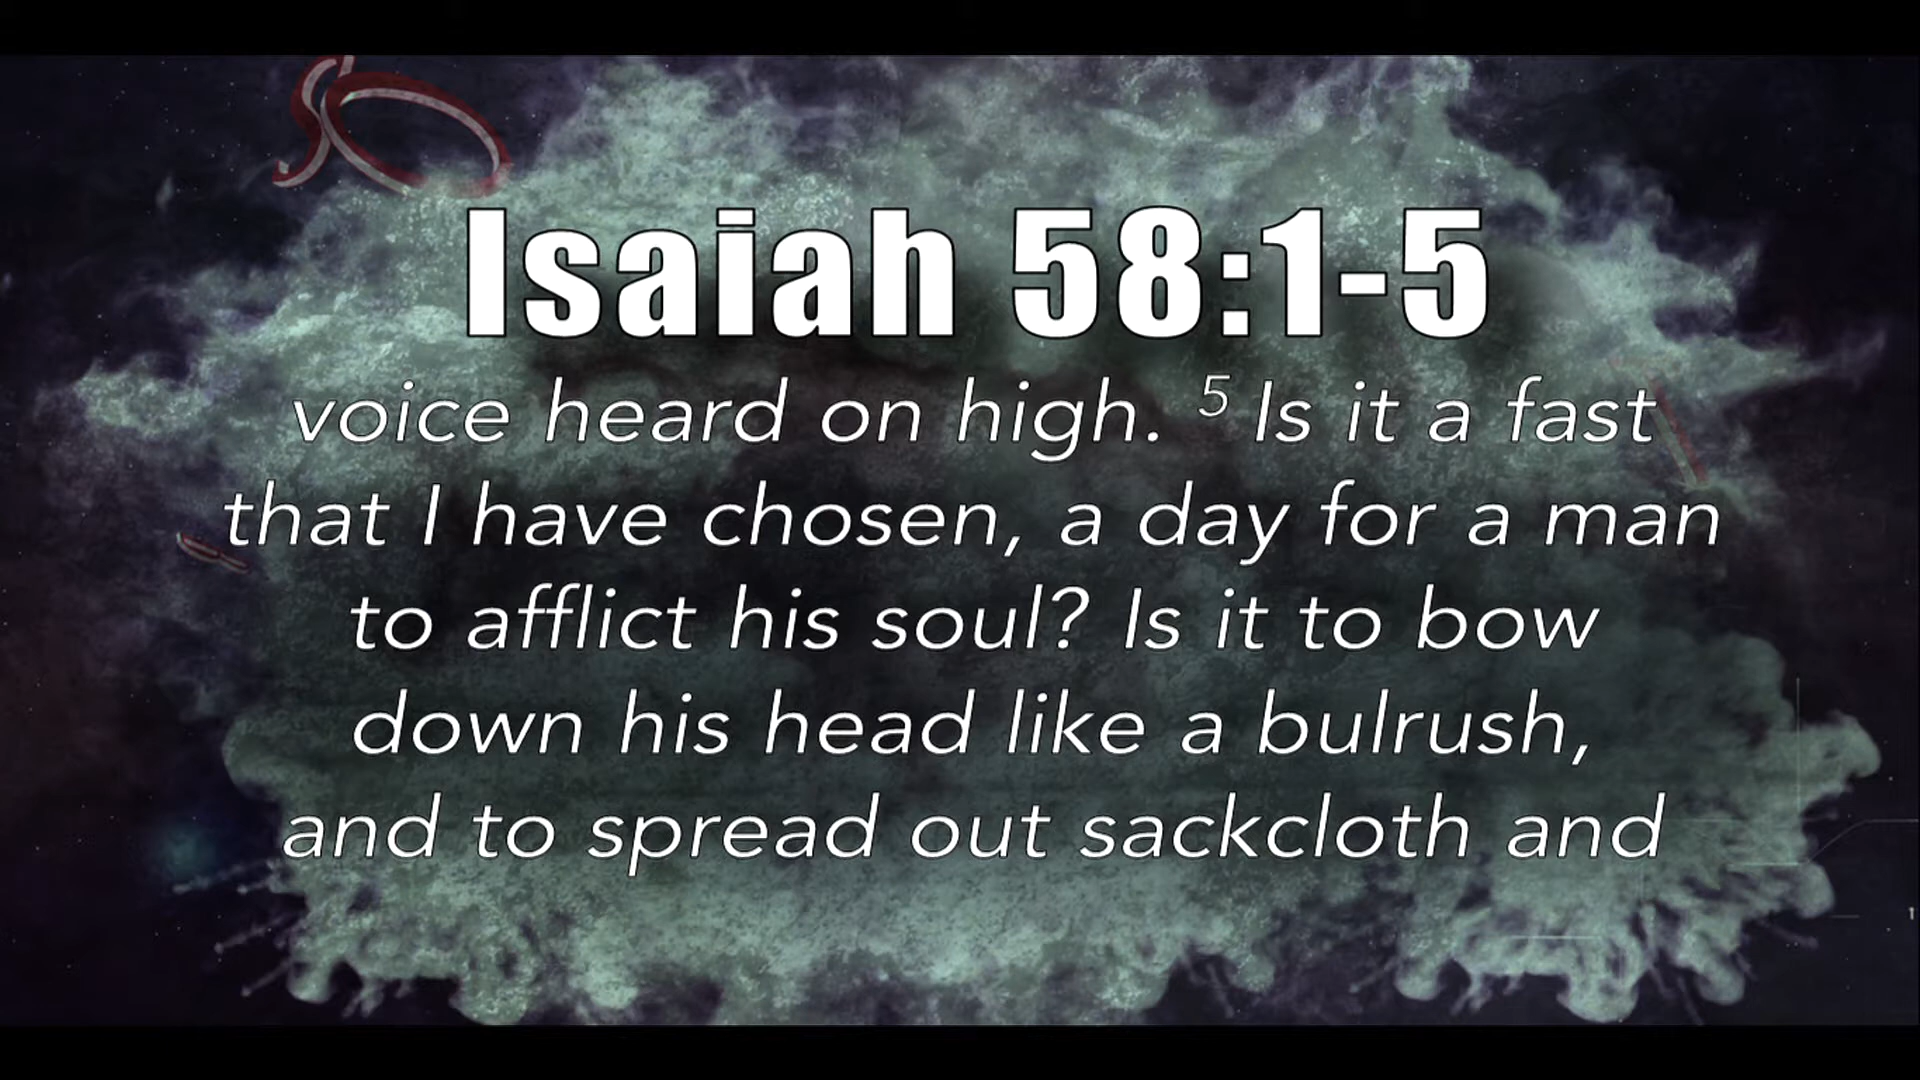 Isaiah 58:1-5
voice heard on high. ⁵ Is it a fast
that I have chosen, a day for a man
to afflict his soul? Is it to bow
down his head like a bulrush,
and to spread out sackcloth and
1